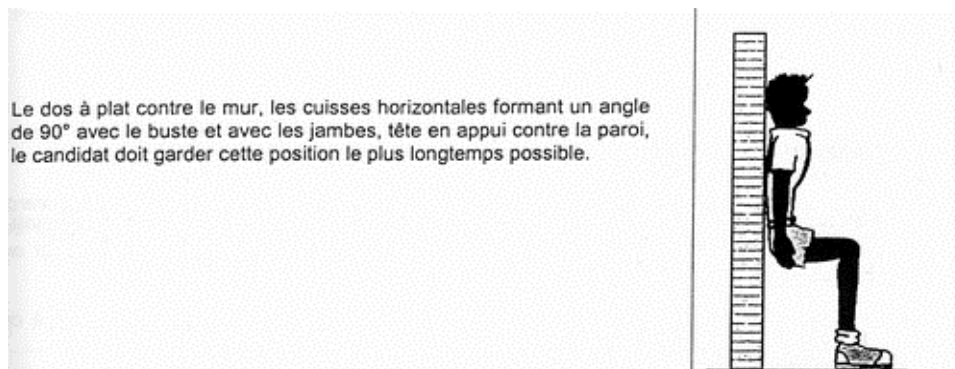 Le dos à plat contre le mur, les cuisses horizontales formant un angle
de 90° avec le buste et avec les jambes, tête en appui contre la paroi,
le candidat doit garder cette position le plus longtemps possible.